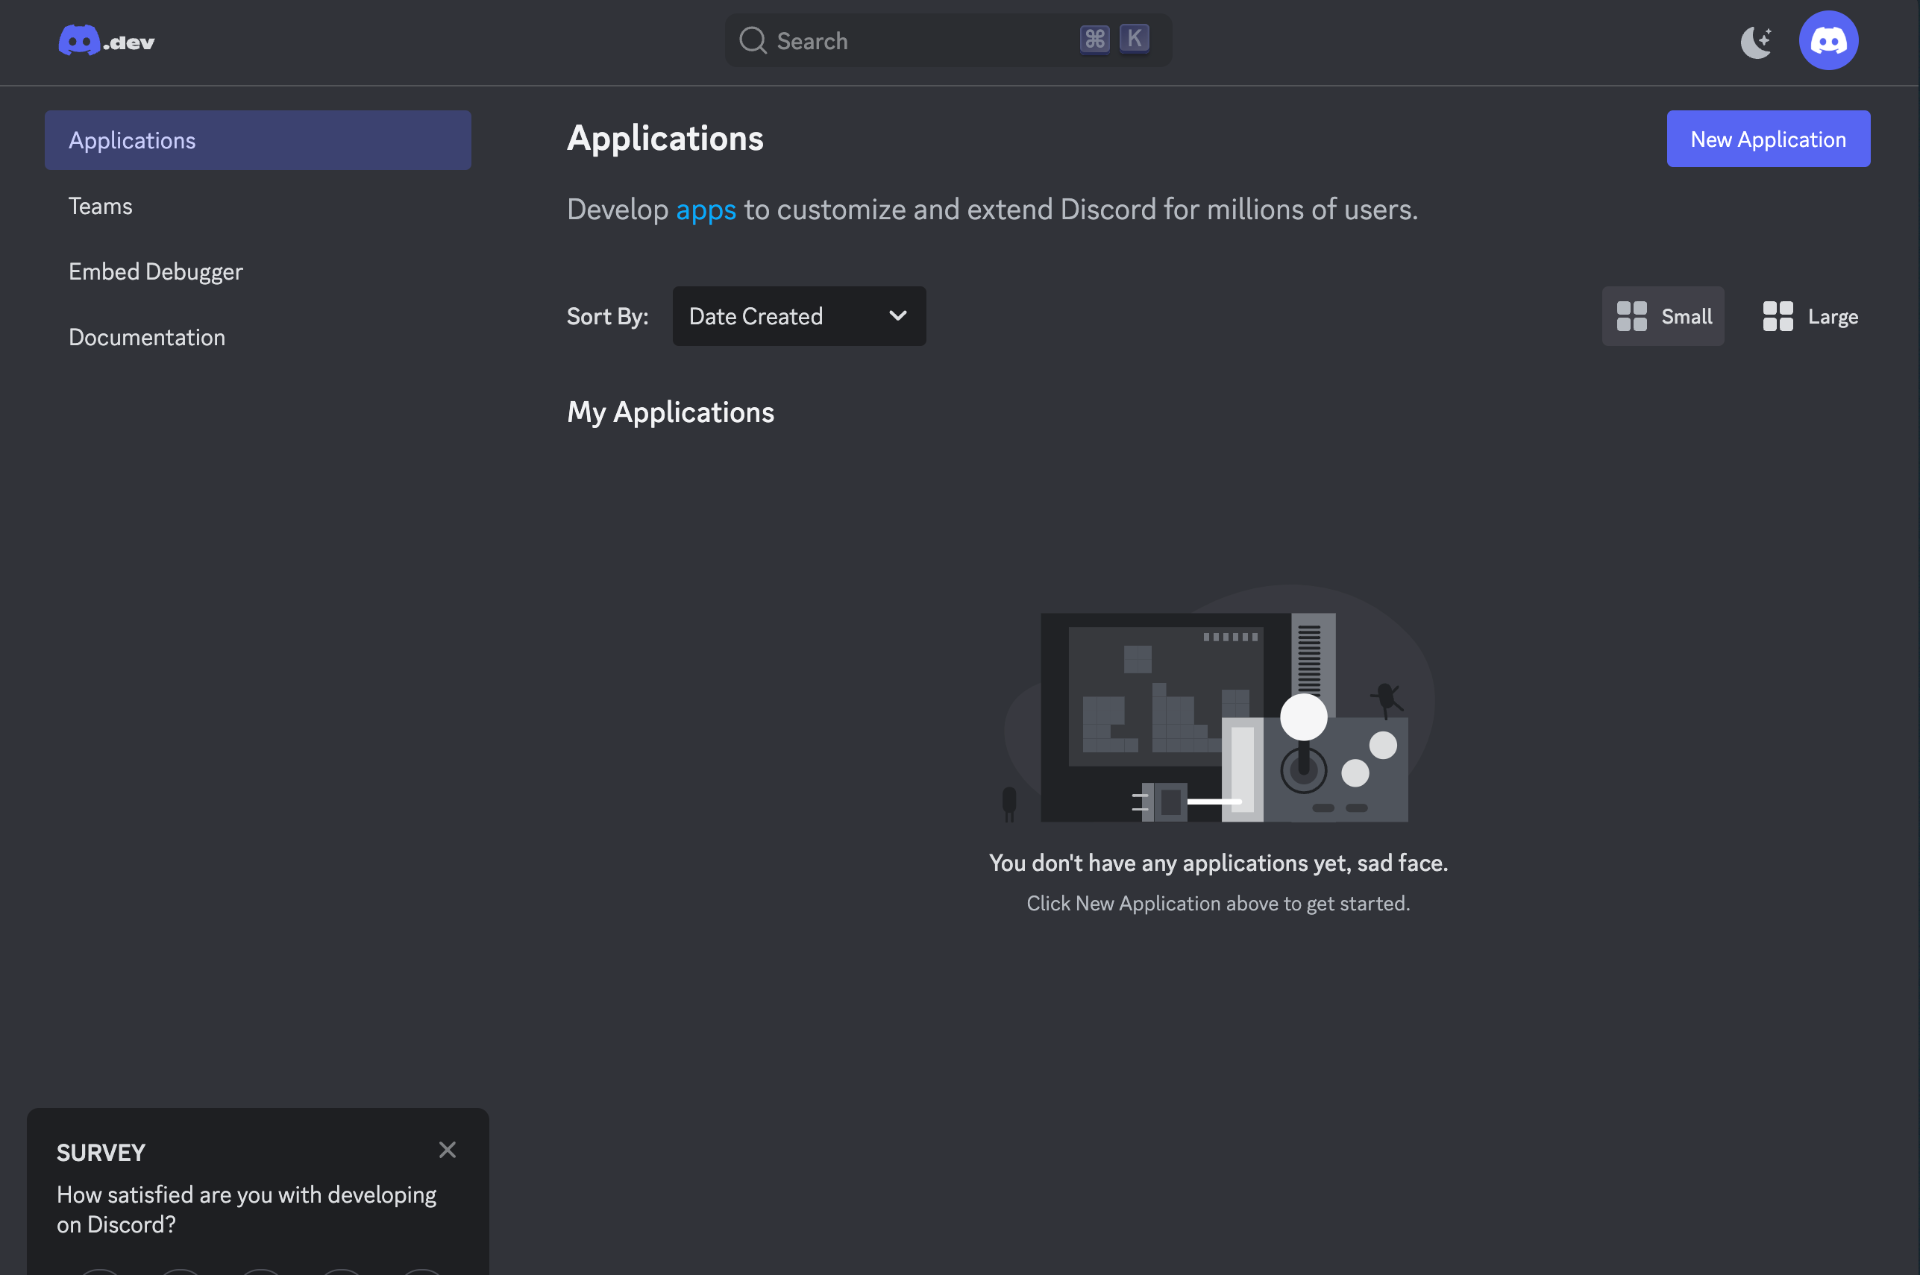 .dev
Search ⌘ K
Applications
Teams
Embed Debugger
Documentation
Applications
New Application
Develop apps to customize and extend Discord for millions of users.
Sort By: Date Created
Small
Large
My Applications
You don't have any applications yet, sad face.
Click New Application above to get started.
SURVEY
How satisfied are you with developing
on Discord?